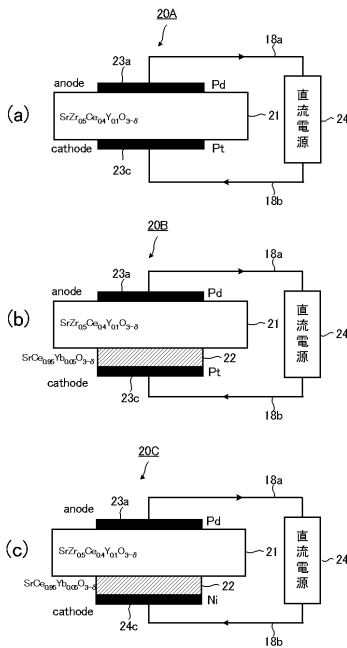 20A
23a
18a
anode
Pd
(a)
SrZr0.5Ce0.4Y0.1O3-δ
21
直流電源
24
cathode
Pt
23c
18b
20B
23a
18a
anode
Pd
(b)
SrZr0.5Ce0.4Y0.1O3-δ
21
直流電源
24
SrCe0.95Yb0.05O3-δ
22
cathode
Pt
23c
18b
20C
23a
18a
anode
Pd
(c)
SrZr0.5Ce0.4Y0.1O3-δ
21
直流電源
24
SrCe0.95Yb0.05O3-δ
22
cathode
Ni
24c
18b